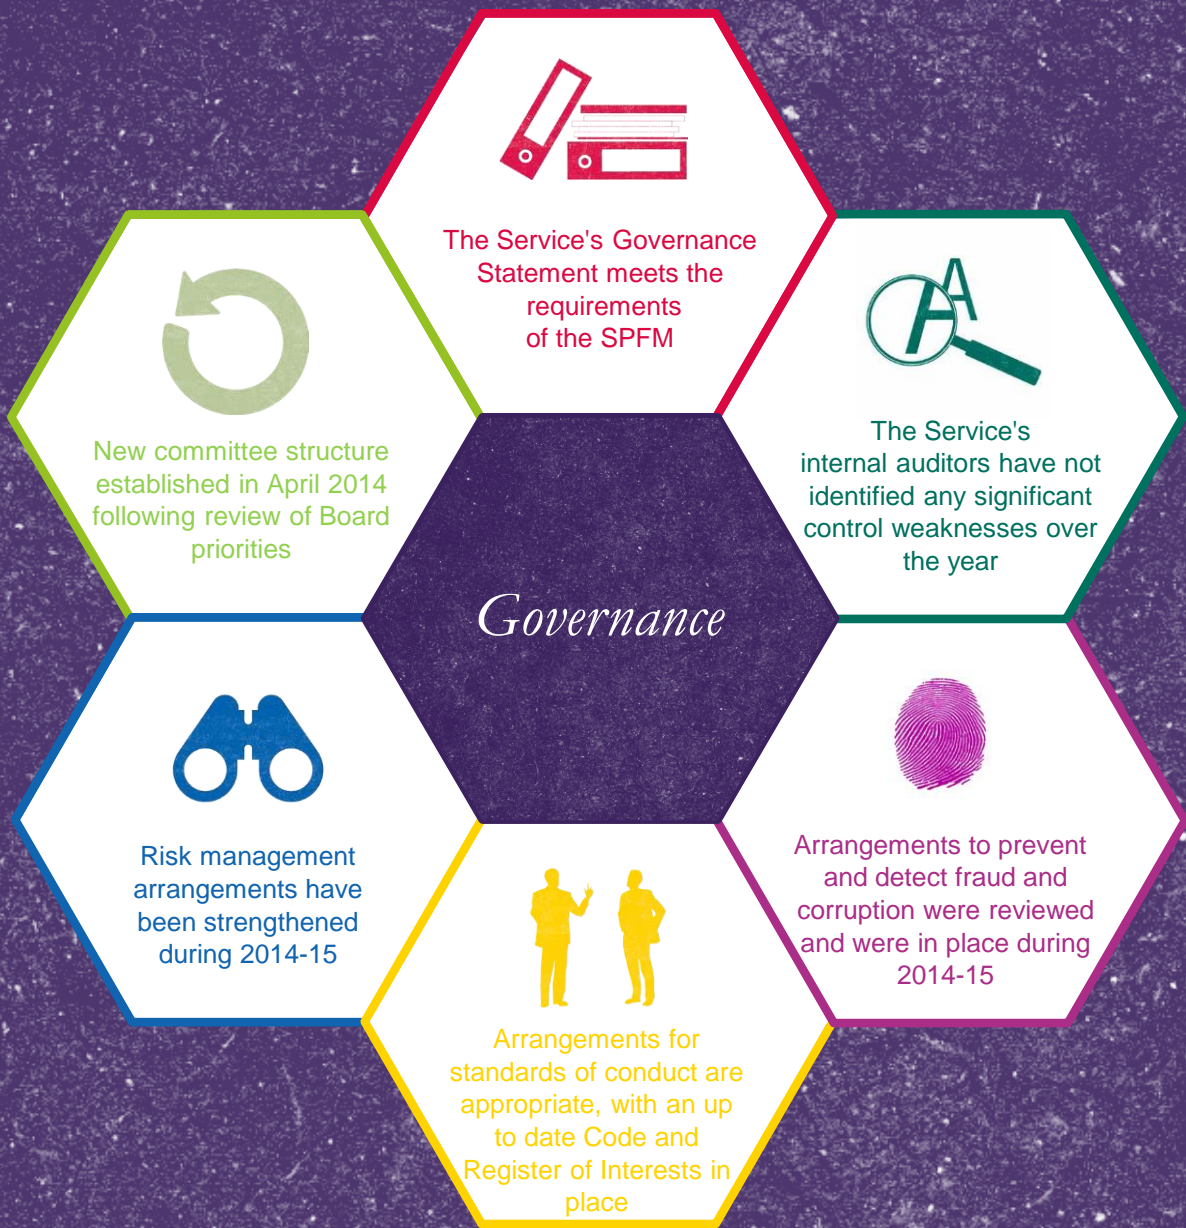 The Service's Governance
Statement meets the
requirements
of the SPFM
New committee structure
established in April 2014
following review of Board
priorities
The Service's
internal auditors have not
identified any significant
control weaknesses over
the year
Governance
Risk management
arrangements have
been strengthened
during 2014-15
Arrangements to prevent
and detect fraud and
corruption were reviewed
and were in place during
2014-15
Arrangements for
standards of conduct are
appropriate, with an up
to date Code and
Register of Interests in
place